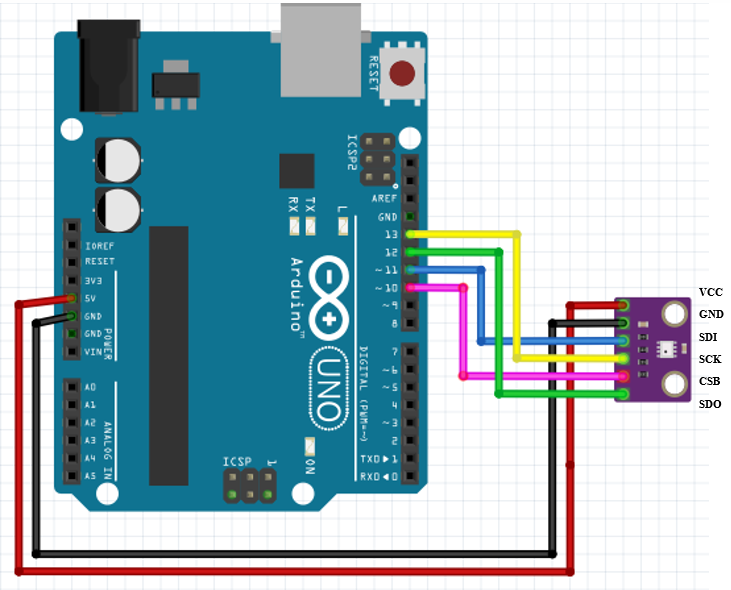 RESET
ICSP2
AREF
GND
RX
TX
L
13
12
~11
~10
~9
8
IOREF
RESET
3V3
5V
GND
GND
VIN
POWER
Arduino™
UNO
7
~6
~5
4
~3
2
TXD▶1
RXD◀0
DIGITAL (PWM=~)
A0
A1
A2
A3
A4
A5
ANALOG IN
ICSP
1
ON
VCC
GND
SDI
SCK
CSB
SDO